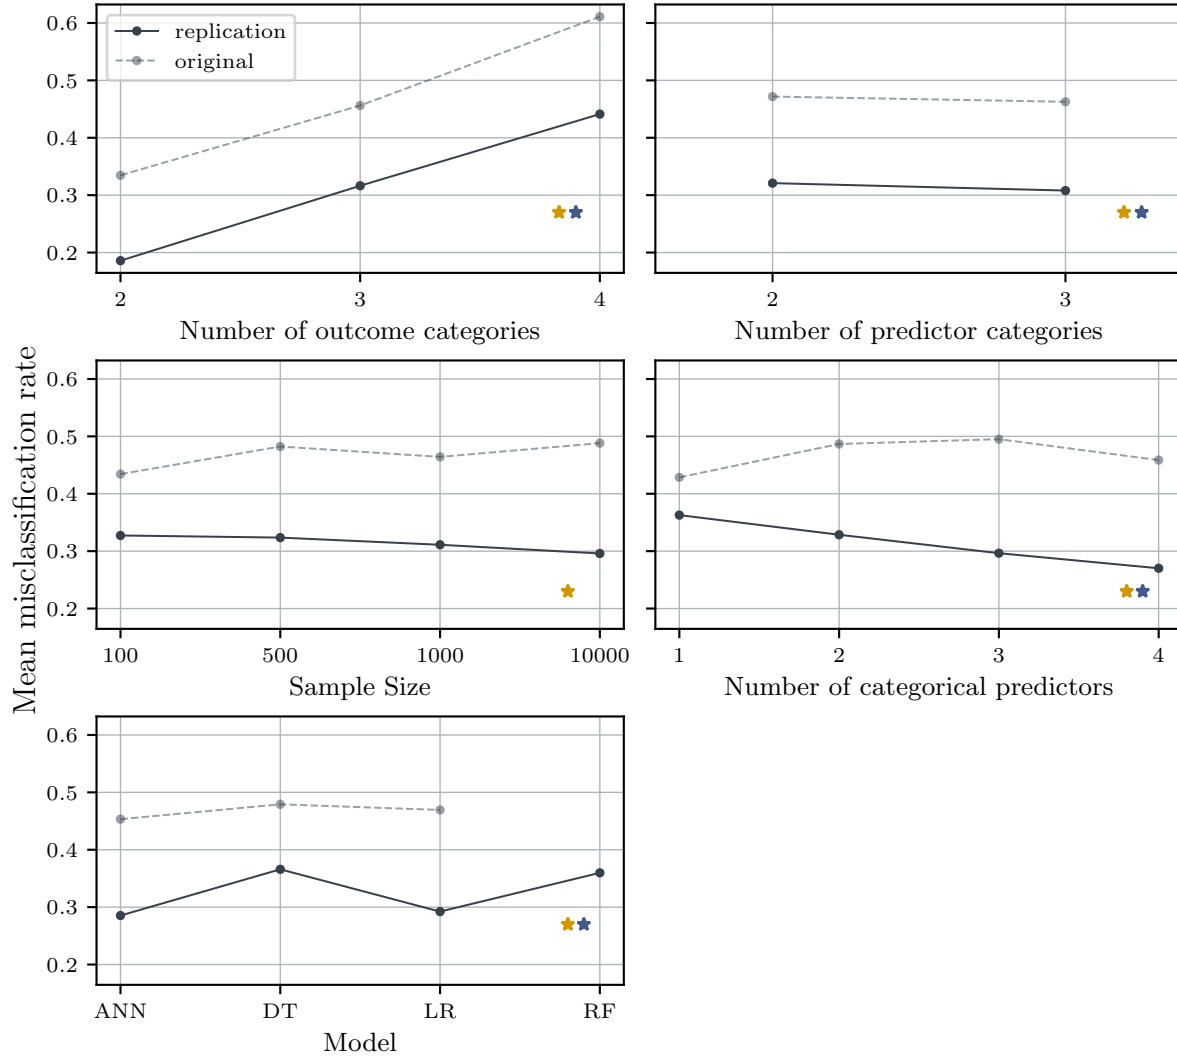 0.6
0.5
0.4
0.3
0.2
replication
original
2
3
4
Number of outcome categories
2
3
Number of predictor categories
Mean misclassification rate
0.6
0.5
0.4
0.3
0.2
100
500
1000
10000
Sample Size
1
2
3
4
Number of categorical predictors
0.6
0.5
0.4
0.3
0.2
ANN
DT
LR
RF
Model